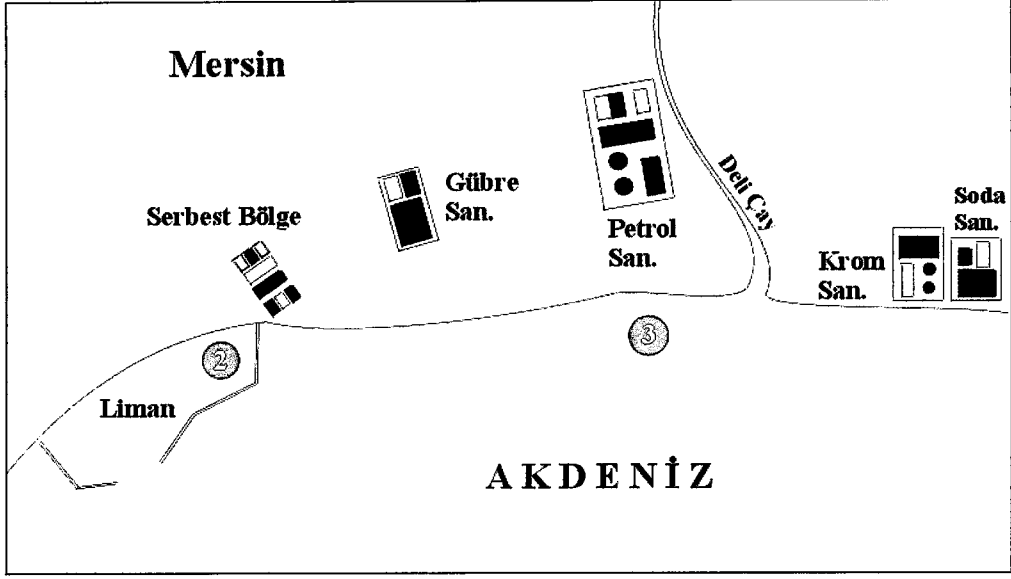 Mersin
Serbest Bölge
Gübre
San.
Petrol
San.
Deli Çay
Krom
San.
Soda
San.
2
3
Liman
AKDENİZ